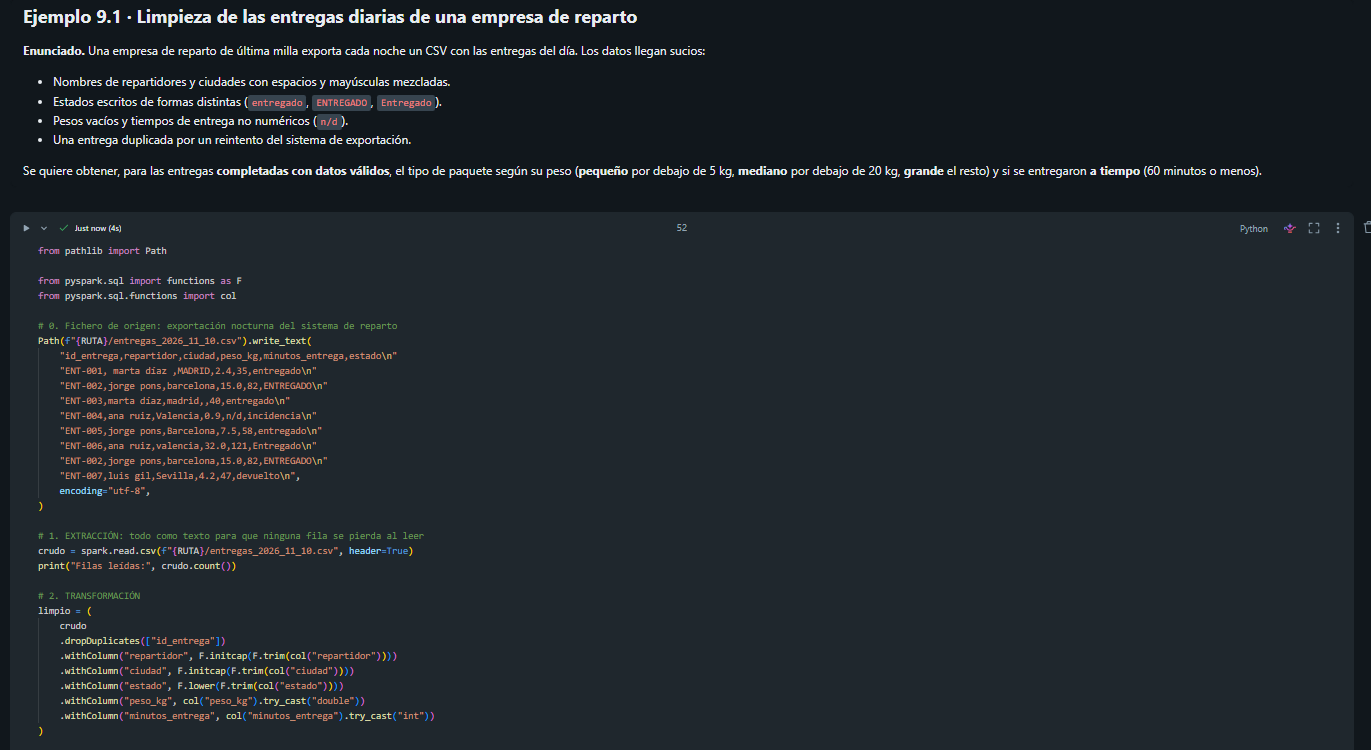 Ejemplo 9.1 · Limpieza de las entregas diarias de una empresa de reparto
Enunciado. Una empresa de reparto de última milla exporta cada noche un CSV con las entregas del día. Los datos llegan sucios:
• Nombres de repartidores y ciudades con espacios y mayúsculas mezcladas.
• Estados escritos de formas distintas (entregado, ENTREGADO, Entregado).
• Pesos vacíos y tiempos de entrega no numéricos (n/d).
• Una entrega duplicada por un reintento del sistema de exportación.
Se quiere obtener, para las entregas completadas con datos válidos, el tipo de paquete según su peso (pequeño por debajo de 5 kg, mediano por debajo de 20 kg, grande el resto) y si se entregaron a tiempo (60 minutos o menos).
Just now (4s)
52
Python
from pathlib import Path
from pyspark.sql import functions as F
from pyspark.sql.functions import col
# 0. Fichero de origen: exportación nocturna del sistema de reparto
Path(f"{RUTA}/entregas_2026_11_10.csv").write_text(
"id_entrega,repartidor,ciudad,peso_kg,minutos_entrega,estado\n"
"ENT-001, marta díaz ,MADRID,2.4,35,entregado\n"
"ENT-002,jorge pons,barcelona,15.0,82,ENTREGADO\n"
"ENT-003,marta díaz,madrid,,40,entregado\n"
"ENT-004,ana ruiz,Valencia,0.9,n/d,incidencia\n"
"ENT-005,jorge pons,Barcelona,7.5,58,entregado\n"
"ENT-006,ana ruiz,valencia,32.0,121,Entregado\n"
"ENT-002,jorge pons,barcelona,15.0,82,ENTREGADO\n"
"ENT-007,luis gil,Sevilla,4.2,47,devuelto\n",
encoding="utf-8",
)
# 1. EXTRACCIÓN: todo como texto para que ninguna fila se pierda al leer
crudo = spark.read.csv(f"{RUTA}/entregas_2026_11_10.csv", header=True)
print("Filas leídas:", crudo.count())
# 2. TRANSFORMACIÓN
limpio = (
crudo
.dropDuplicates(["id_entrega"])
.withColumn("repartidor", F.initcap(F.trim(col("repartidor"))))
.withColumn("ciudad", F.initcap(F.trim(col("ciudad"))))
.withColumn("estado", F.lower(F.trim(col("estado"))))
.withColumn("peso_kg", col("peso_kg").try_cast("double"))
.withColumn("minutos_entrega", col("minutos_entrega").try_cast("int"))
)